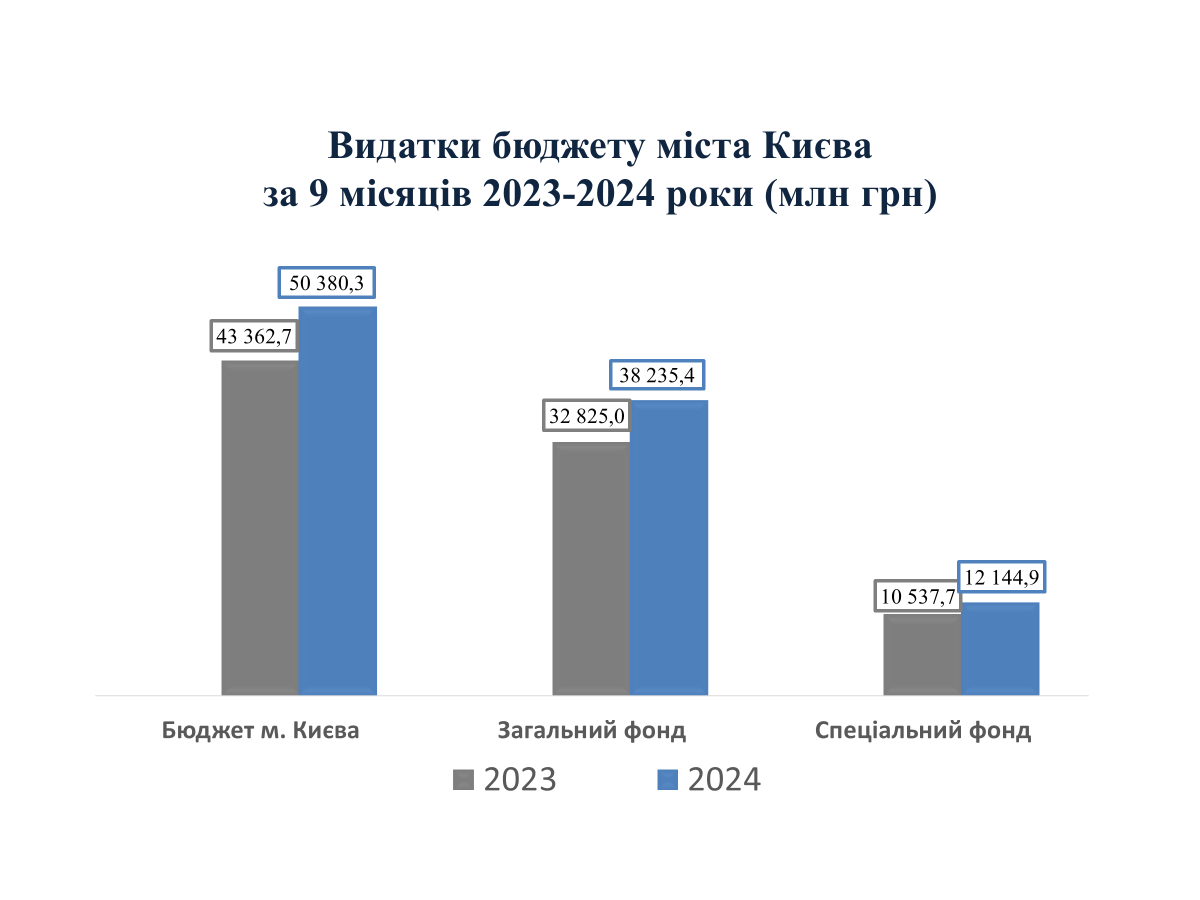 Видатки бюджету міста Києва
за 9 місяців 2023-2024 роки (млн грн)
50 380,3
43 362,7
38 235,4
32 825,0
12 144,9
10 537,7
Бюджет м. Києва
Загальний фонд
Спеціальний фонд
2023
2024